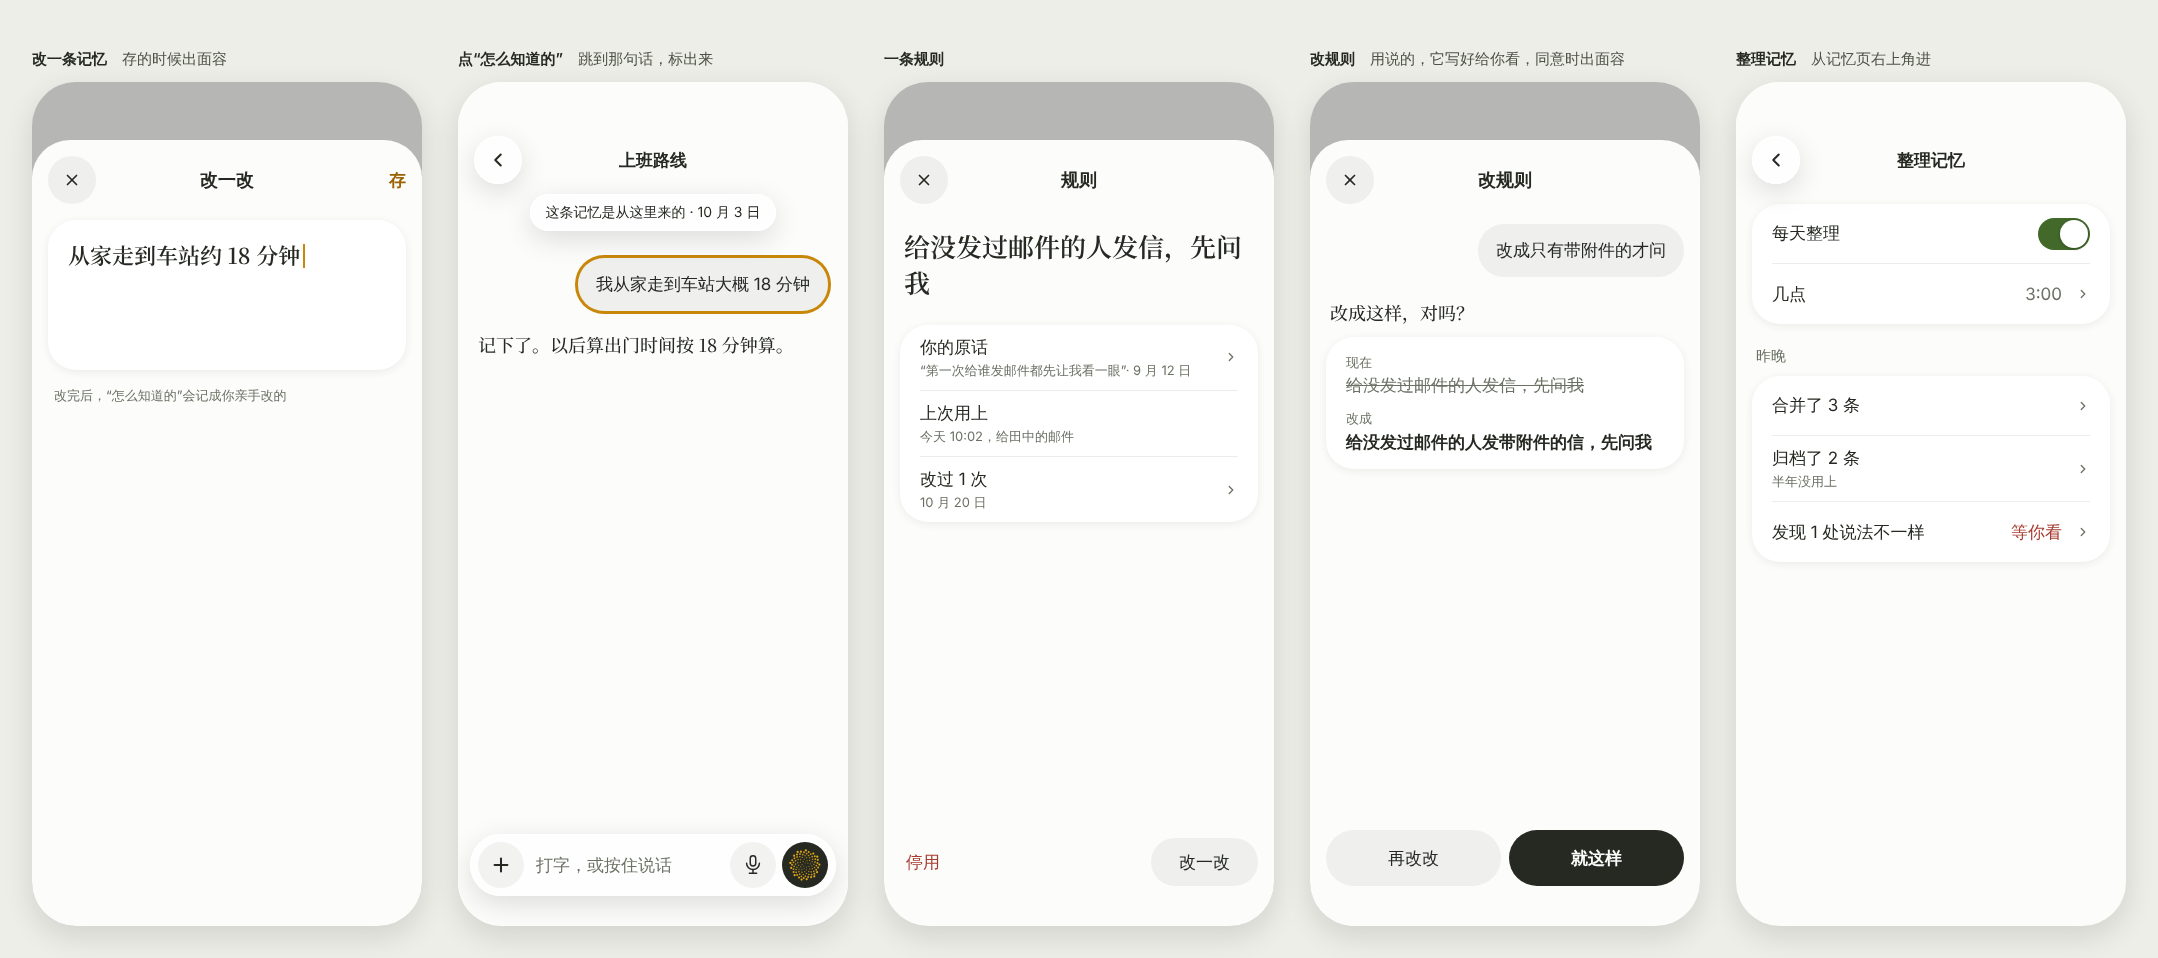 改一条记忆 存的时候出面容
改一改
存
从家走到车站约 18 分钟
改完后，“怎么知道的”会记成你亲手改的
点“怎么知道的” 跳到那句话，标出来
上班路线
这条记忆是从这里来的 · 10 月 3 日
我从家走到车站大概 18 分钟
记下了。以后算出门时间按 18 分钟算。
打字，或按住说话
一条规则
规则
给没发过邮件的人发信，先问
我
你的原话
“第一次给谁发邮件都先让我看一眼”· 9 月 12 日
上次用上
今天 10:02，给田中的邮件
改过 1 次
10 月 20 日
停用
改一改
改规则 用说的，它写好给你看，同意时出面容
改规则
改成只有带附件的才问
改成这样，对吗？
现在
给没发过邮件的人发信，先问我
改成
给没发过邮件的人发带附件的信，先问我
再改改
就这样
整理记忆 从记忆页右上角进
整理记忆
每天整理
几点 3:00
昨晚
合并了 3 条
归档了 2 条
半年没用上
发现 1 处说法不一样 等你看